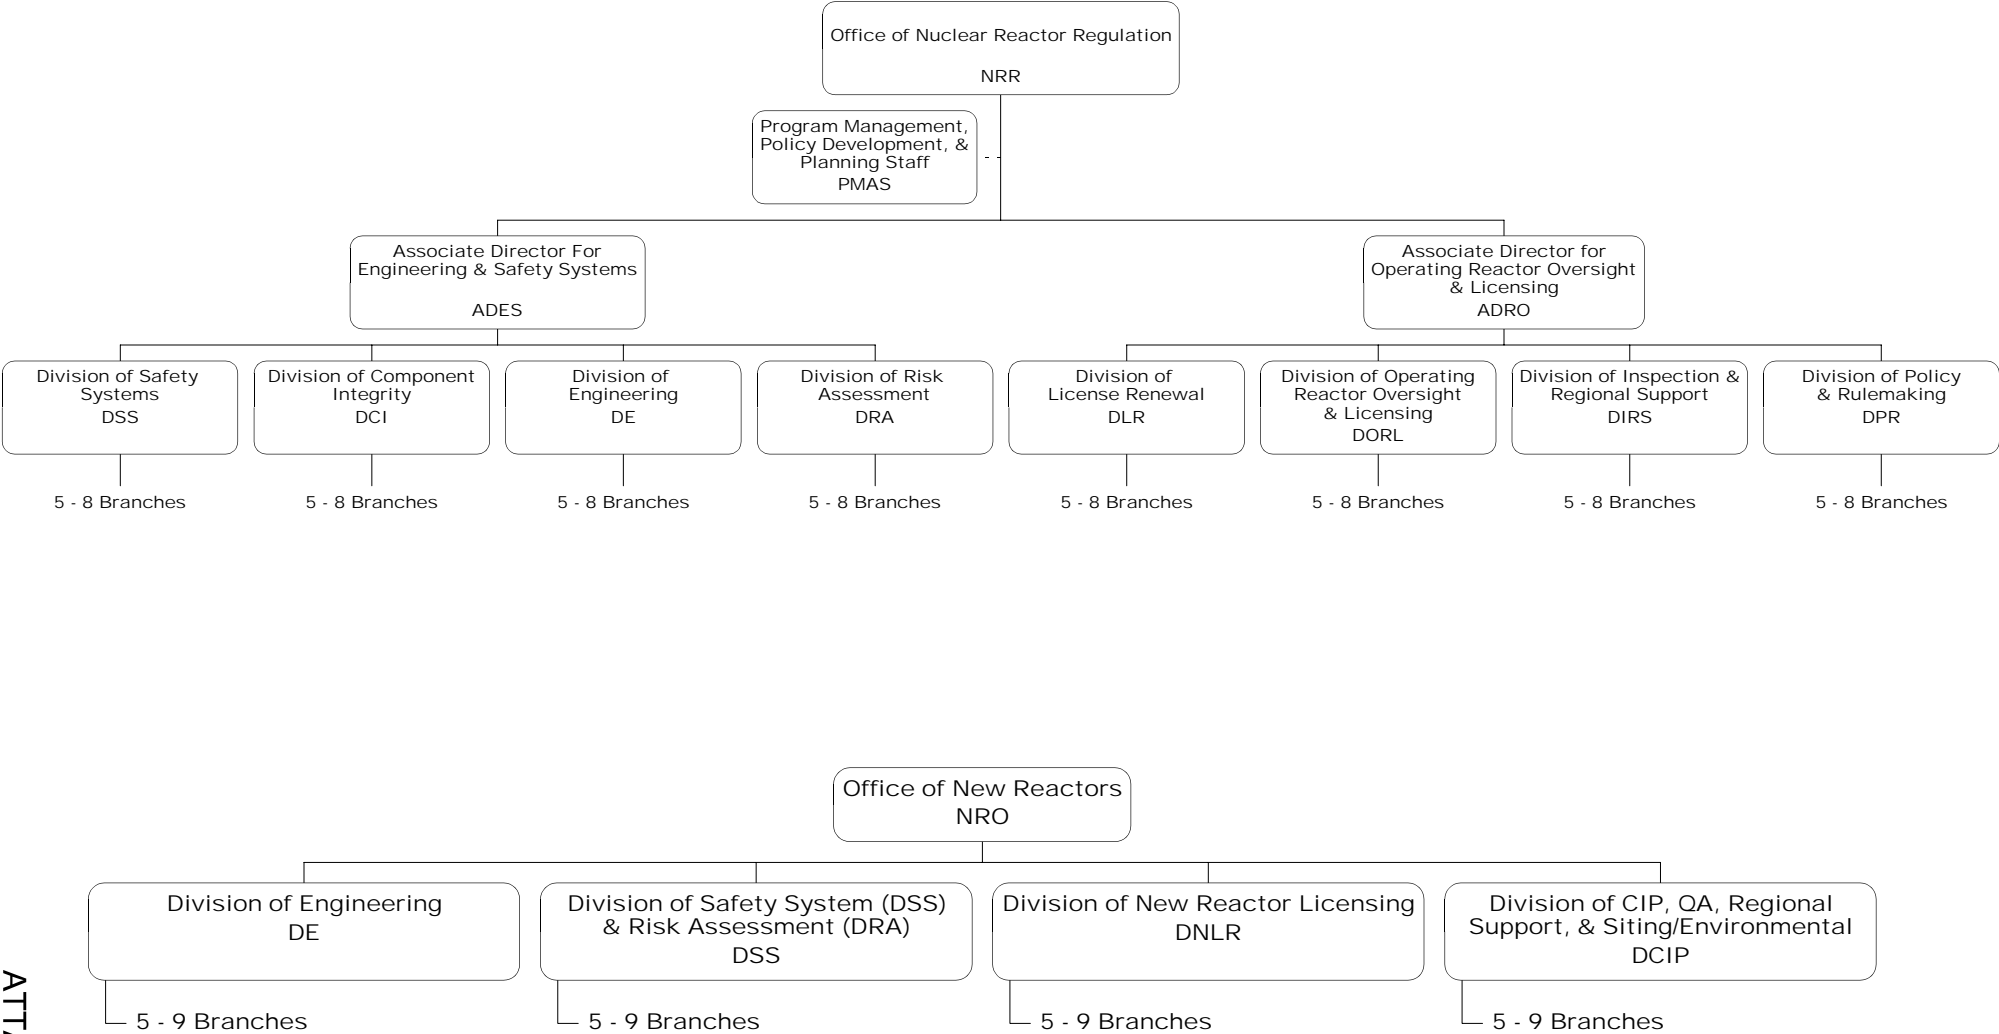 Office of Nuclear Reactor Regulation
NRR
Program Management,
Policy Development, &
Planning Staff
PMAS
Associate Director For
Engineering & Safety Systems
ADES
Associate Director for
Operating Reactor Oversight
& Licensing
ADRO
Division of Safety
Systems
DSS
Division of Component
Integrity
DCI
Division of
Engineering
DE
Division of Risk
Assessment
DRA
Division of
License Renewal
DLR
Division of Operating
Reactor Oversight
& Licensing
DORL
Division of Inspection &
Regional Support
DIRS
Division of Policy
& Rulemaking
DPR
5 - 8 Branches
5 - 8 Branches
5 - 8 Branches
5 - 8 Branches
5 - 8 Branches
5 - 8 Branches
5 - 8 Branches
5 - 8 Branches
Office of New Reactors
NRO
Division of Engineering
DE
Division of Safety System (DSS)
& Risk Assessment (DRA)
DSS
Division of New Reactor Licensing
DNLR
Division of CIP, QA, Regional
Support, & Siting/Environmental
DCIP
5 - 9 Branches
5 - 9 Branches
5 - 9 Branches
5 - 9 Branches